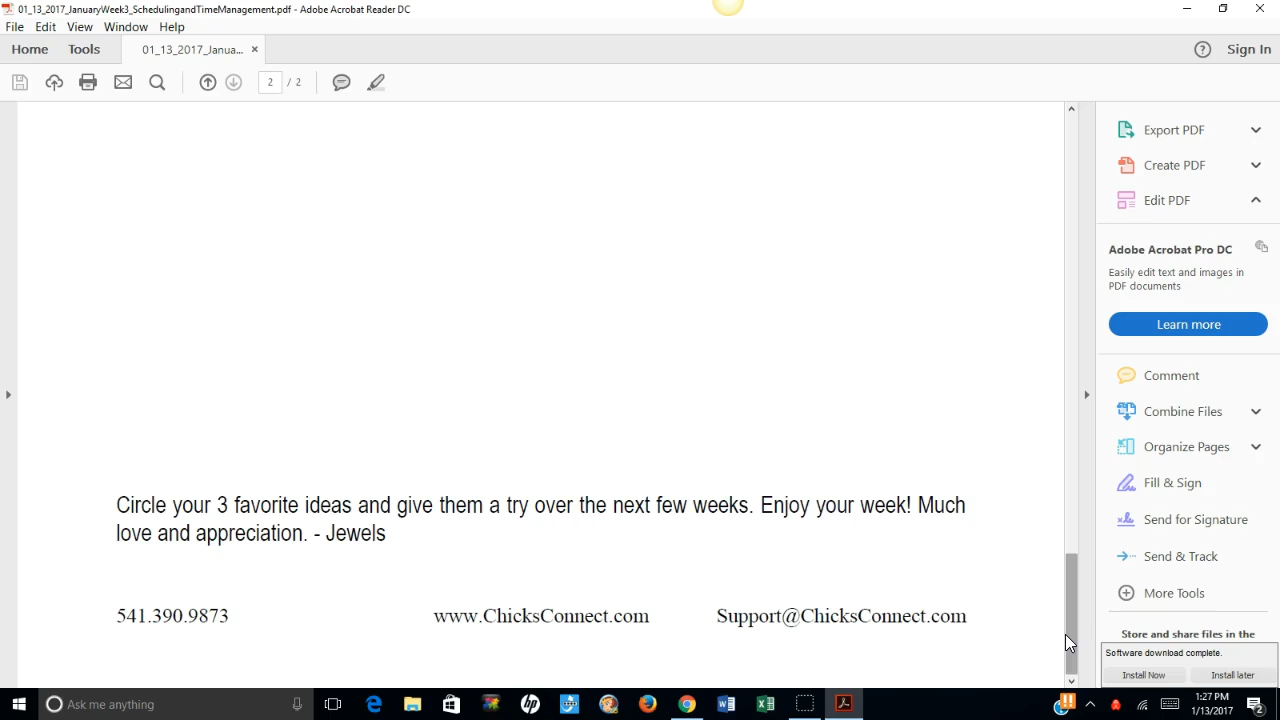 01_13_2017_JanuaryWeek3_SchedulingandTimeManagement.pdf - Adobe Acrobat Reader DC
File Edit View Window Help
Home Tools 01_13_2017_Janua... × Sign In
2 / 2
Export PDF
Create PDF
Edit PDF
Adobe Acrobat Pro DC
Easily edit text and images in
PDF documents
Learn more
Comment
Combine Files
Organize Pages
Fill & Sign
Send for Signature
Send & Track
More Tools
Store and share files in the
Circle your 3 favorite ideas and give them a try over the next few weeks. Enjoy your week! Much
love and appreciation. - Jewels
541.390.9873 www.ChicksConnect.com Support@ChicksConnect.com
Software download complete.
Install Now Install later
Ask me anything
1:27 PM
1/13/2017
2